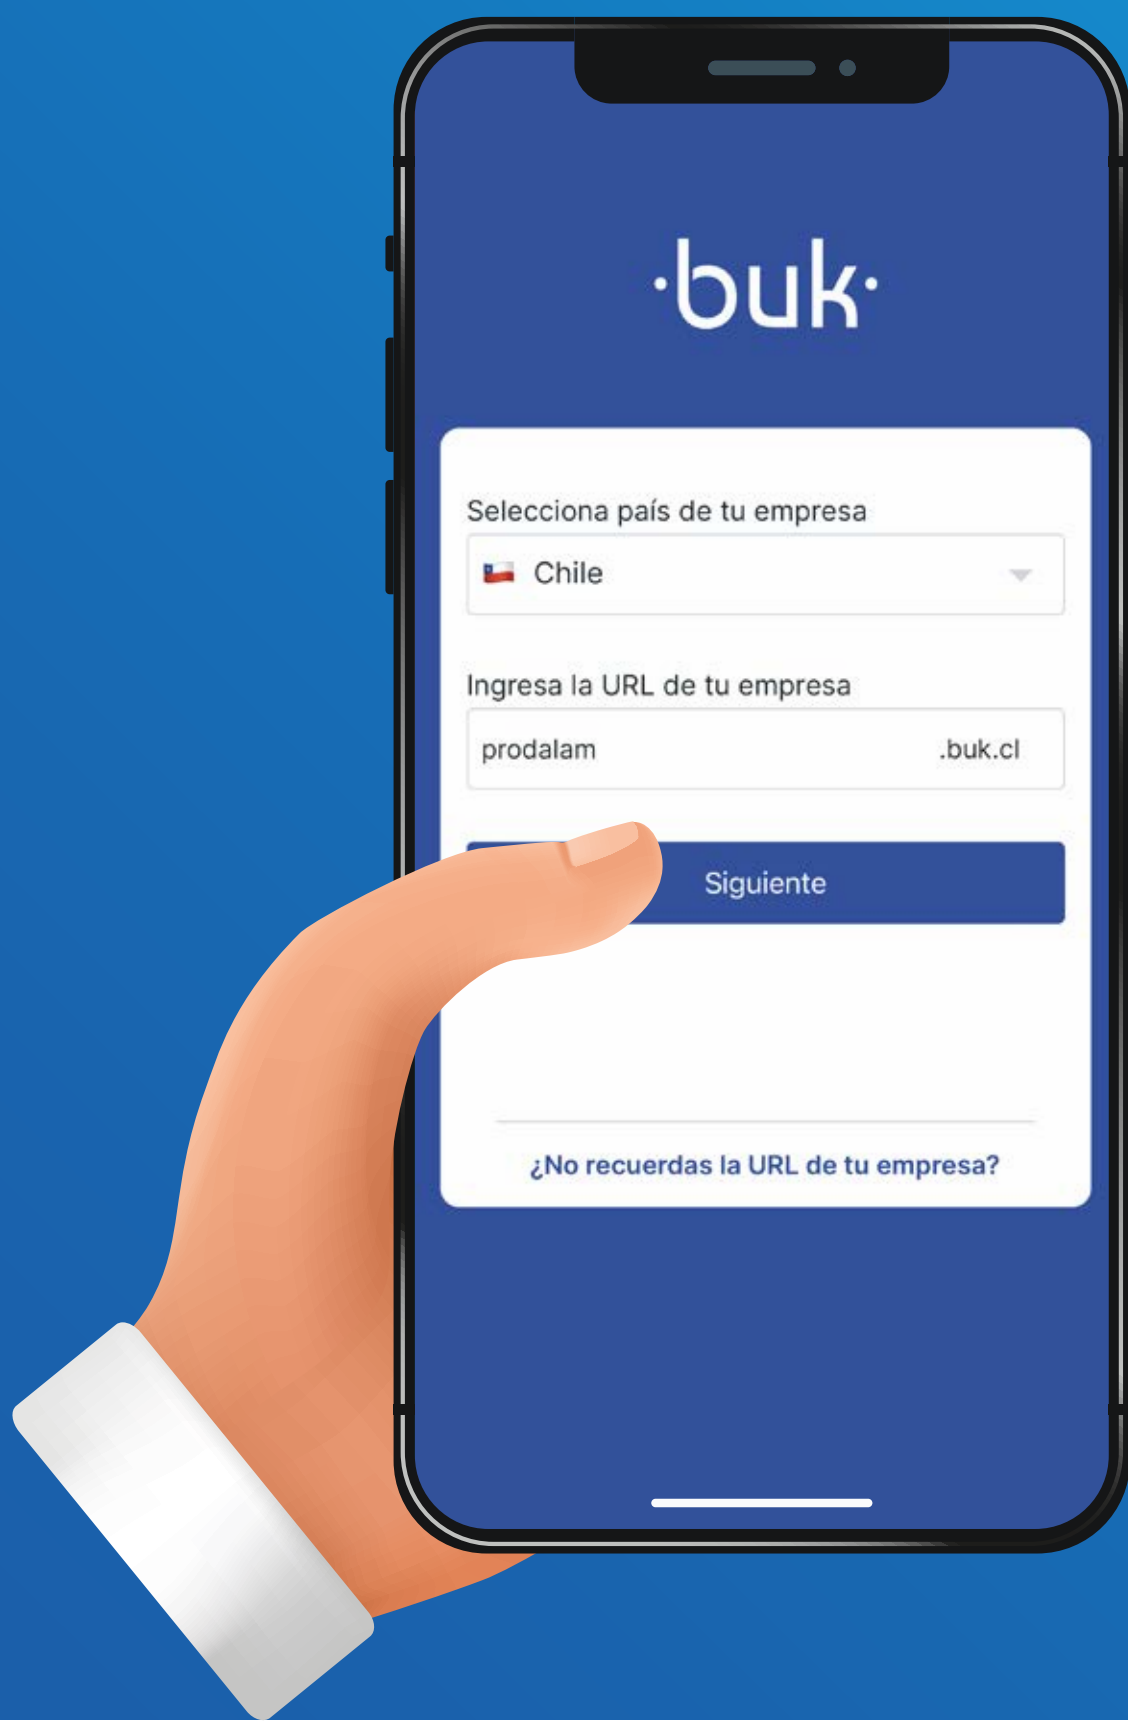 ·buk·
Selecciona país de tu empresa
Chile
Ingresa la URL de tu empresa
prodalam .buk.cl
Siguiente
¿No recuerdas la URL de tu empresa?